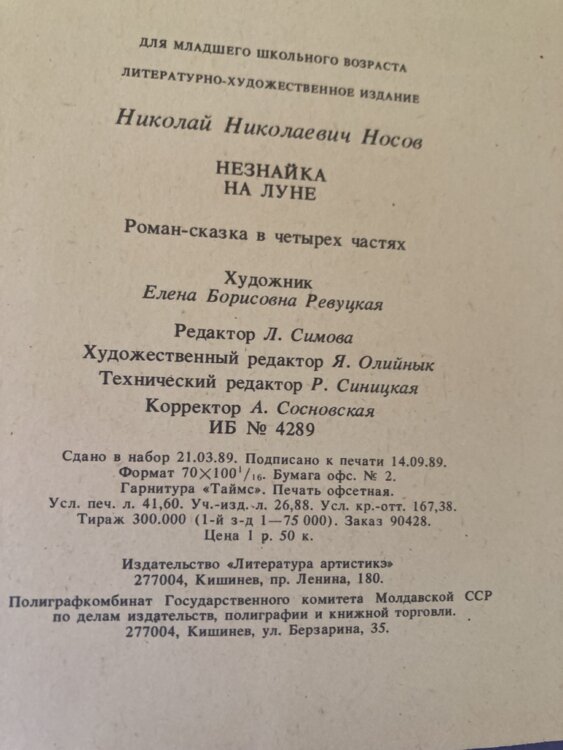 ДЛЯ МЛАДШЕГО ШКОЛЬНОГО ВОЗРАСТА
ЛИТЕРАТУРНО-ХУДОЖЕСТВЕННОЕ ИЗДАНИЕ
Николай Николаевич Носов
НЕЗНАЙКА
НА ЛУНЕ
Роман-сказка в четырех частях
Художник
Елена Борисовна Ревуцкая
Редактор Л. Симова
Художественный редактор Я. Олийнык
Технический редактор Р. Синицкая
Корректор А. Сосновская
ИБ № 4289
Сдано в набор 21.03.89. Подписано к печати 14.09.89.
Формат 70×100¹/₁₆. Бумага офс. № 2.
Гарнитура «Таймс». Печать офсетная.
Усл. печ. л. 41,60. Уч.-изд. л. 26,88. Усл. кр.-отт. 167,38.
Тираж 300.000 (1-й з-д 1—75 000). Заказ 90428.
Цена 1 р. 50 к.
Издательство «Литература артистикэ»
277004, Кишинев, пр. Ленина, 180.
Полиграфкомбинат Государственного комитета Молдавской ССР
по делам издательств, полиграфии и книжной торговли.
277004, Кишинев, ул. Берзарина, 35.